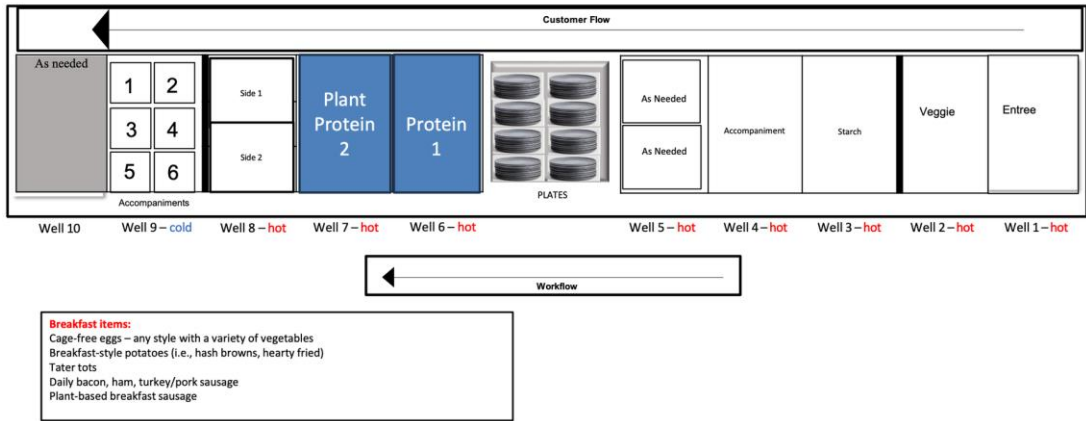 Customer Flow
As needed
1 2
3 4
5 6
Accompaniments
Side 1
Side 2
Plant
Protein
2
Protein
1
PLATES
As Needed
As Needed
Accompaniment
Starch
Veggie
Entree
Well 10
Well 9 – cold
Well 8 – hot
Well 7 – hot
Well 6 – hot
Well 5 – hot
Well 4 – hot
Well 3 – hot
Well 2 – hot
Well 1 – hot
Workflow
Breakfast items:
Cage-free eggs – any style with a variety of vegetables
Breakfast-style potatoes (i.e., hash browns, hearty fried)
Tater tots
Daily bacon, ham, turkey/pork sausage
Plant-based breakfast sausage